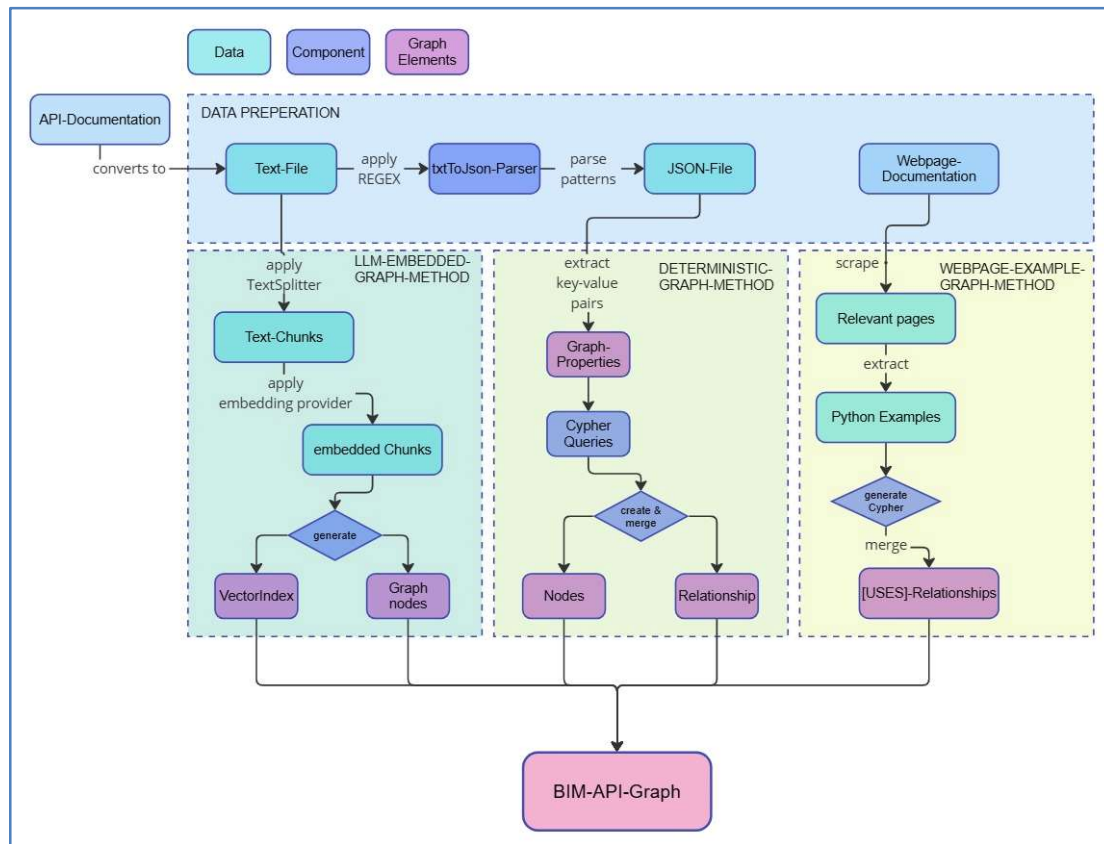 Data
Component
Graph
Elements
DATA PREPERATION
API-Documentation
converts to
Text-File
apply
REGEX
txtToJson-Parser
parse
patterns
JSON-File
Webpage-
Documentation
apply
TextSplitter
LLM-EMBEDDED-
GRAPH-METHOD
Text-Chunks
apply
embedding provider
embedded Chunks
generate
VectorIndex
Graph
nodes
extract
key-value
pairs
DETERMINISTIC-
GRAPH-METHOD
Graph-
Properties
Cypher
Queries
create &
merge
Nodes
Relationship
scrape
WEBPAGE-EXAMPLE-
GRAPH-METHOD
Relevant pages
extract
Python Examples
generate
Cypher
merge
[USES]-Relationships
BIM-API-Graph